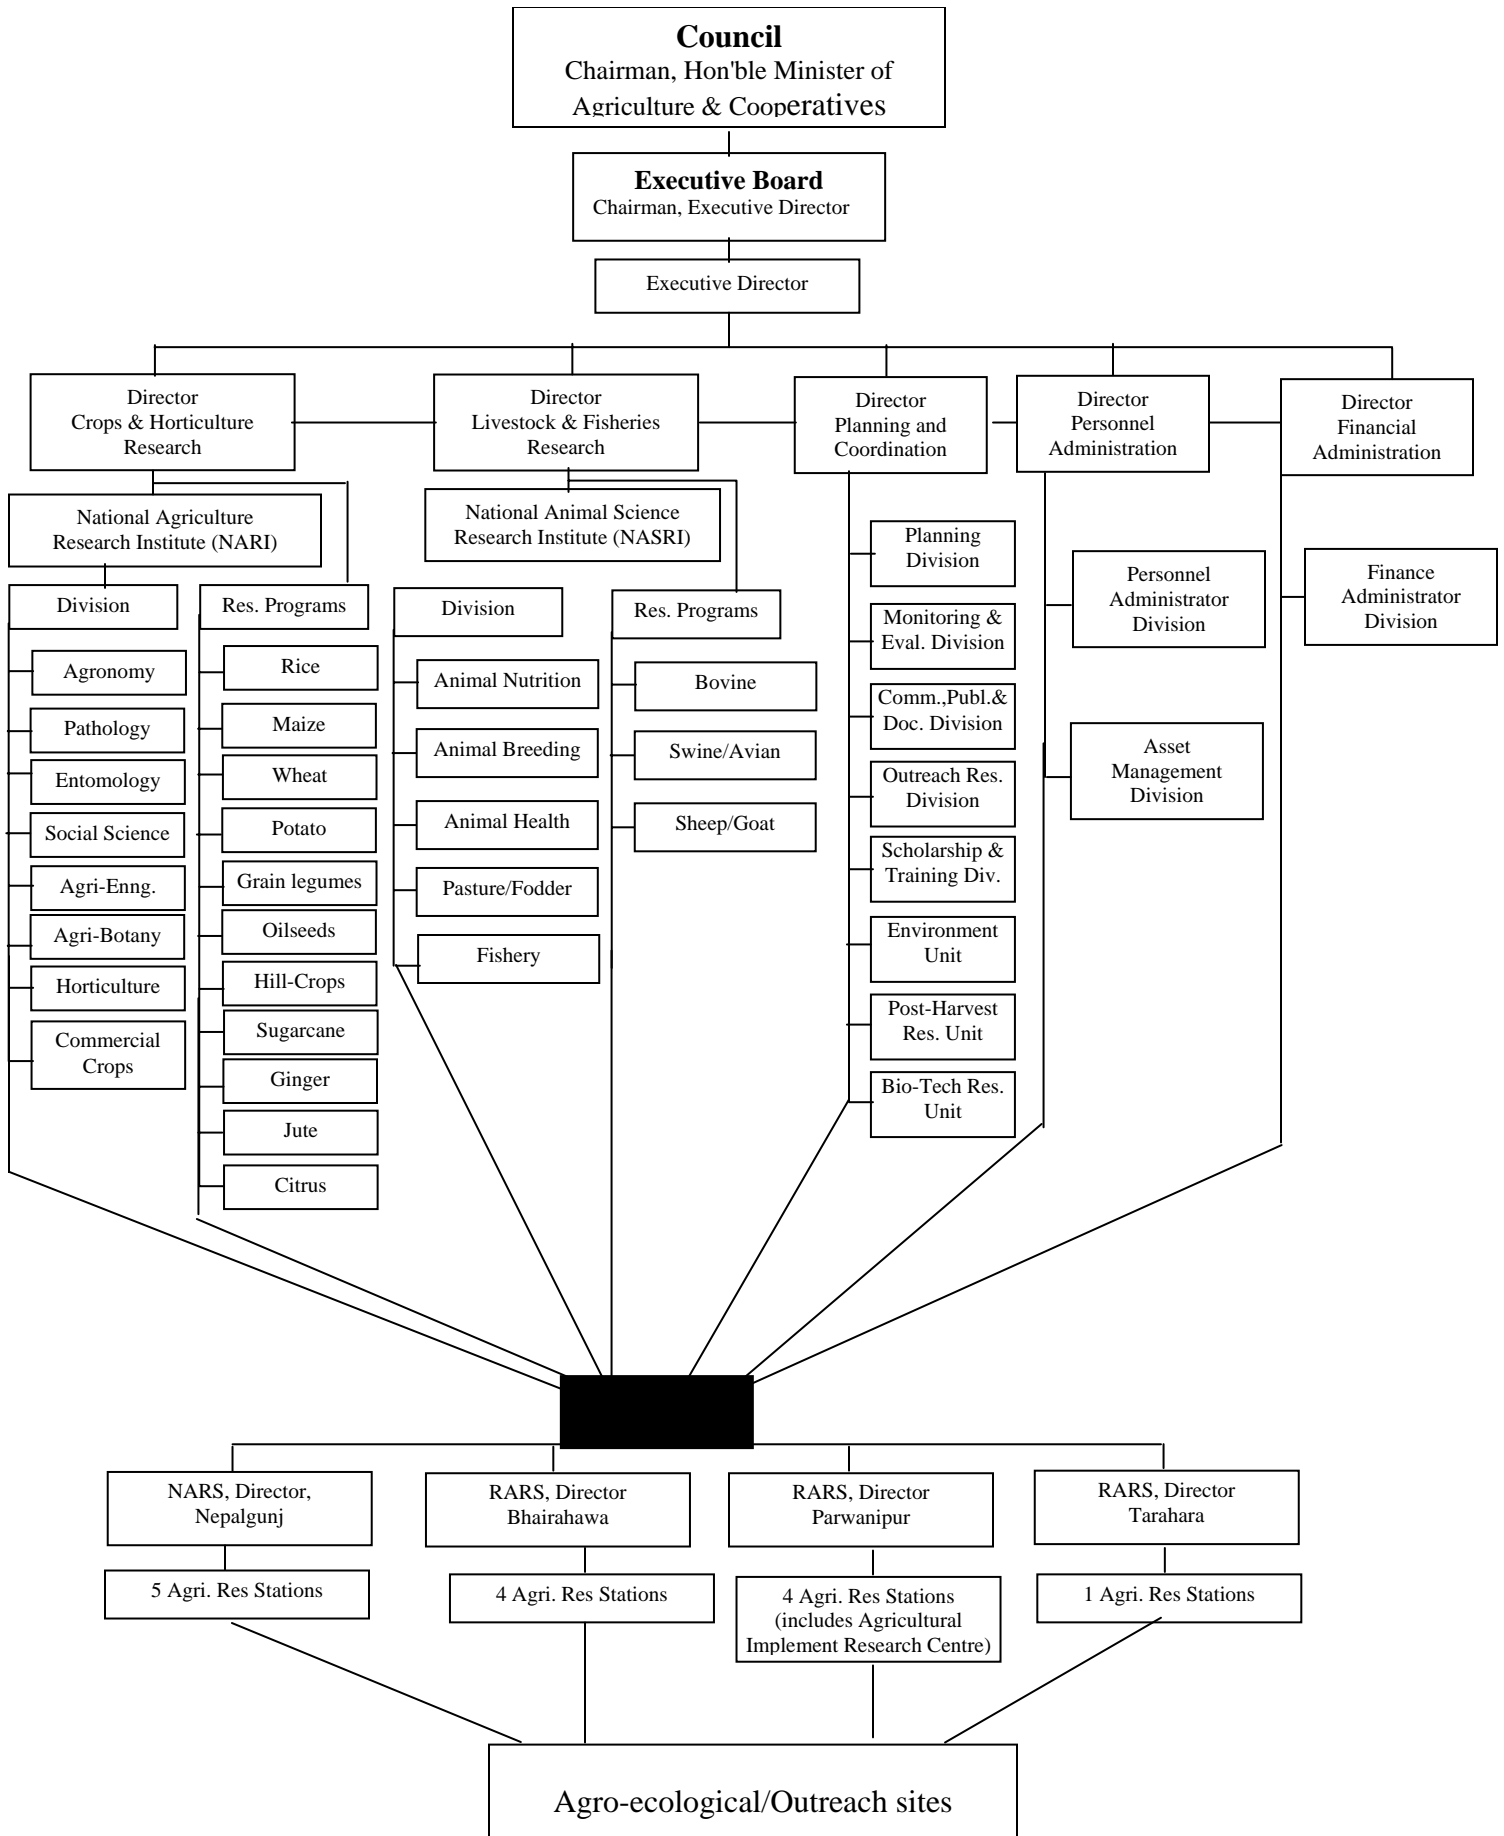 Council
Chairman, Hon'ble Minister of
Agriculture & Cooperatives
Executive Board
Chairman, Executive Director
Executive Director
Director
Crops & Horticulture
Research
Director
Livestock & Fisheries
Research
Director
Planning and
Coordination
Director
Personnel
Administration
Director
Financial
Administration
National Agriculture
Research Institute (NARI)
National Animal Science
Research Institute (NASRI)
Division
Agronomy
Pathology
Entomology
Social Science
Agri-Enng.
Agri-Botany
Horticulture
Commercial
Crops
Res. Programs
Rice
Maize
Wheat
Potato
Grain legumes
Oilseeds
Hill-Crops
Sugarcane
Ginger
Jute
Citrus
Division
Animal Nutrition
Animal Breeding
Animal Health
Pasture/Fodder
Fishery
Res. Programs
Bovine
Swine/Avian
Sheep/Goat
Planning
Division
Monitoring &
Eval. Division
Comm.,Publ.&
Doc. Division
Outreach Res.
Division
Scholarship &
Training Div.
Environment
Unit
Post-Harvest
Res. Unit
Bio-Tech Res.
Unit
Personnel
Administrator
Division
Asset
Management
Division
Finance
Administrator
Division
NARS, Director,
Nepalgunj
RARS, Director
Bhairahawa
RARS, Director
Parwanipur
RARS, Director
Tarahara
5 Agri. Res Stations
4 Agri. Res Stations
4 Agri. Res Stations
(includes Agricultural
Implement Research Centre)
1 Agri. Res Stations
Agro-ecological/Outreach sites